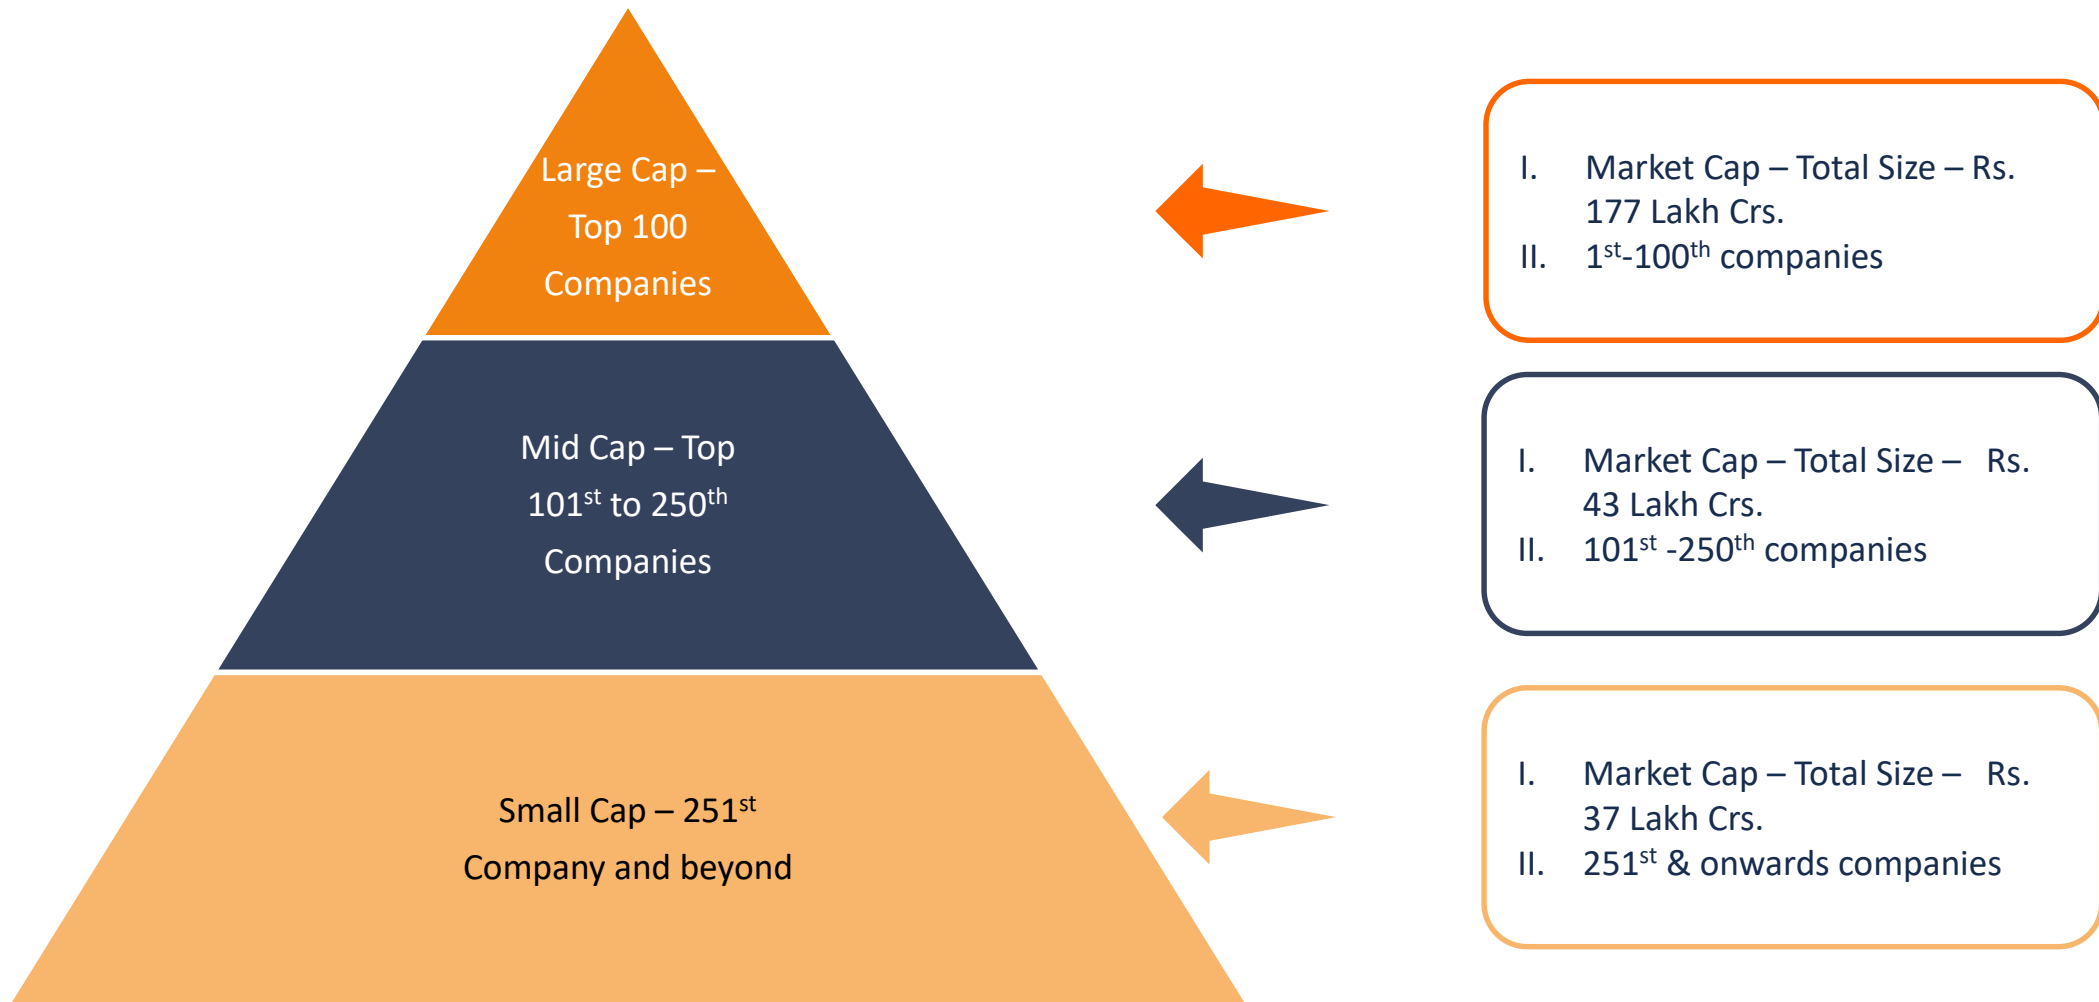 Large Cap –
Top 100
Companies
I. Market Cap – Total Size – Rs.
177 Lakh Crs.
II. 1st-100th companies
Mid Cap – Top
101st to 250th
Companies
I. Market Cap – Total Size – Rs.
43 Lakh Crs.
II. 101st -250th companies
Small Cap – 251st
Company and beyond
I. Market Cap – Total Size – Rs.
37 Lakh Crs.
II. 251st & onwards companies